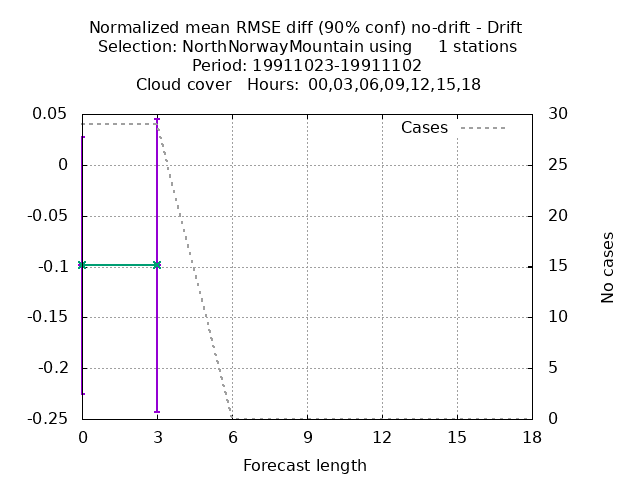 Normalized mean RMSE diff (90% conf) no-drift - Drift
Selection: NorthNorwayMountain using     1 stations
Period: 19911023-19911102
Cloud cover   Hours: 00,03,06,09,12,15,18
Cases
0.05
0
-0.05
-0.1
-0.15
-0.2
-0.25
30
25
20
15
10
5
0
No cases
0 3 6 9 12 15 18
Forecast length